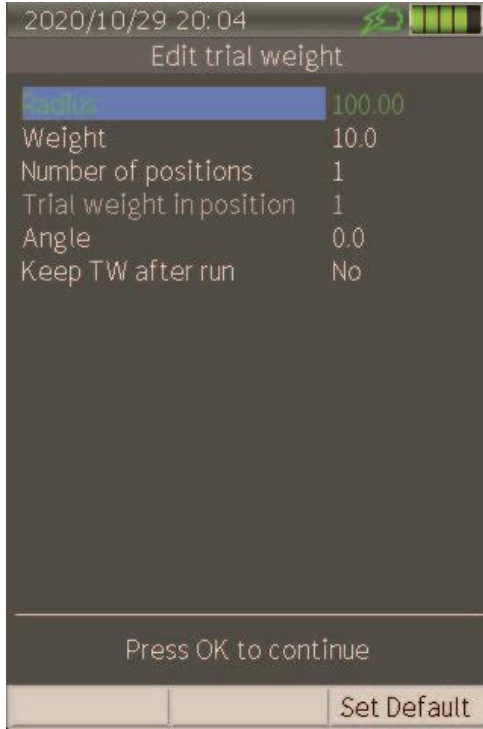 2020/10/29 20:04
Edit trial weight
Radius 100.00
Weight 10.0
Number of positions 1
Trial weight in position 1
Angle 0.0
Keep TW after run No
Press OK to continue
Set Default